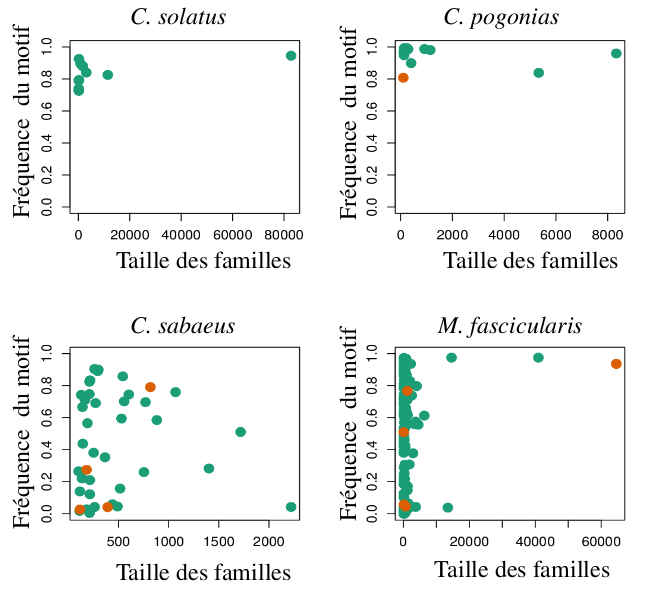 C. solatus
Fréquence du motif
0.0 0.2 0.4 0.6 0.8 1.0
0 20000 40000 60000 80000
Taille des familles
C. pogonias
Fréquence du motif
0.0 0.2 0.4 0.6 0.8 1.0
0 2000 4000 6000 8000
Taille des familles
C. sabaeus
Fréquence du motif
0.0 0.2 0.4 0.6 0.8 1.0
500 1000 1500 2000
Taille des familles
M. fascicularis
Fréquence du motif
0.0 0.2 0.4 0.6 0.8 1.0
0 20000 40000 60000
Taille des familles